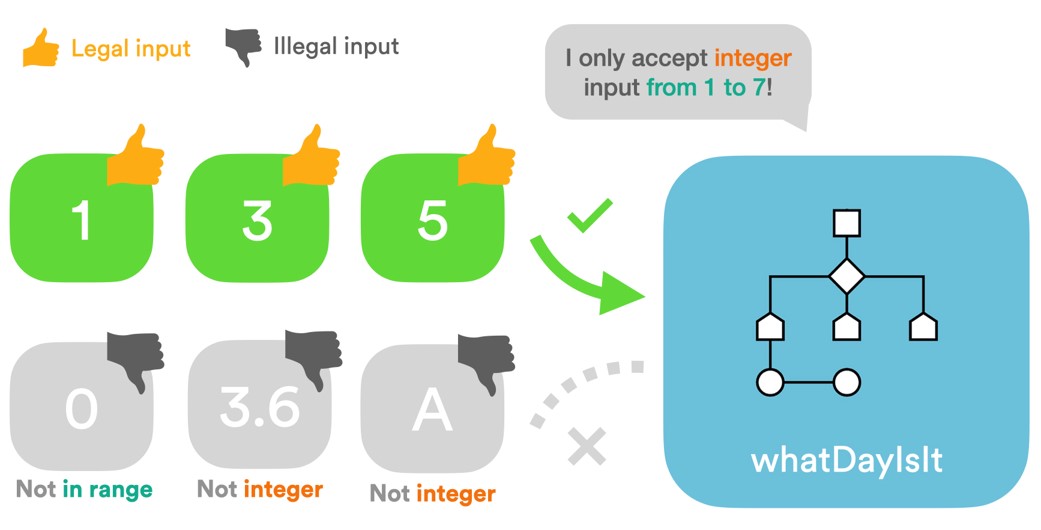 Legal input
Illegal input
I only accept integer
input from 1 to 7!
1
3
5
0
3.6
A
Not in range
Not integer
Not integer
whatDayIsIt